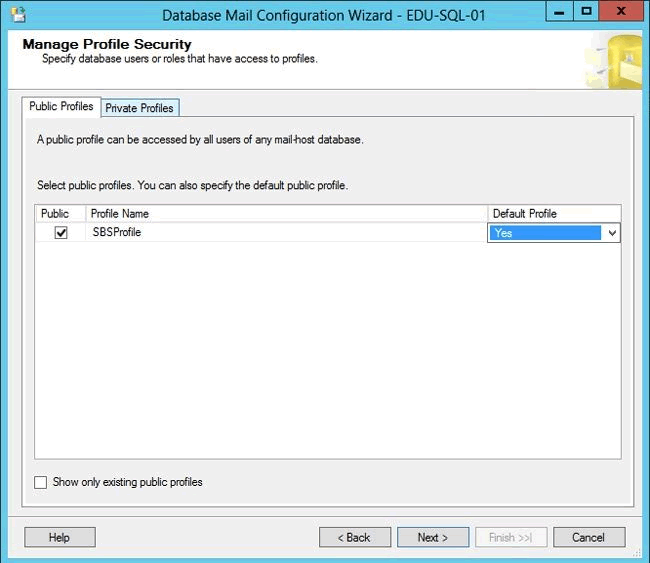 Database Mail Configuration Wizard - EDU-SQL-01
Manage Profile Security
Specify database users or roles that have access to profiles.
Public Profiles Private Profiles
A public profile can be accessed by all users of any mail-host database.
Select public profiles. You can also specify the default public profile.
Public Profile Name Default Profile
SBSProfile Yes
Show only existing public profiles
Help < Back Next > Finish >>| Cancel